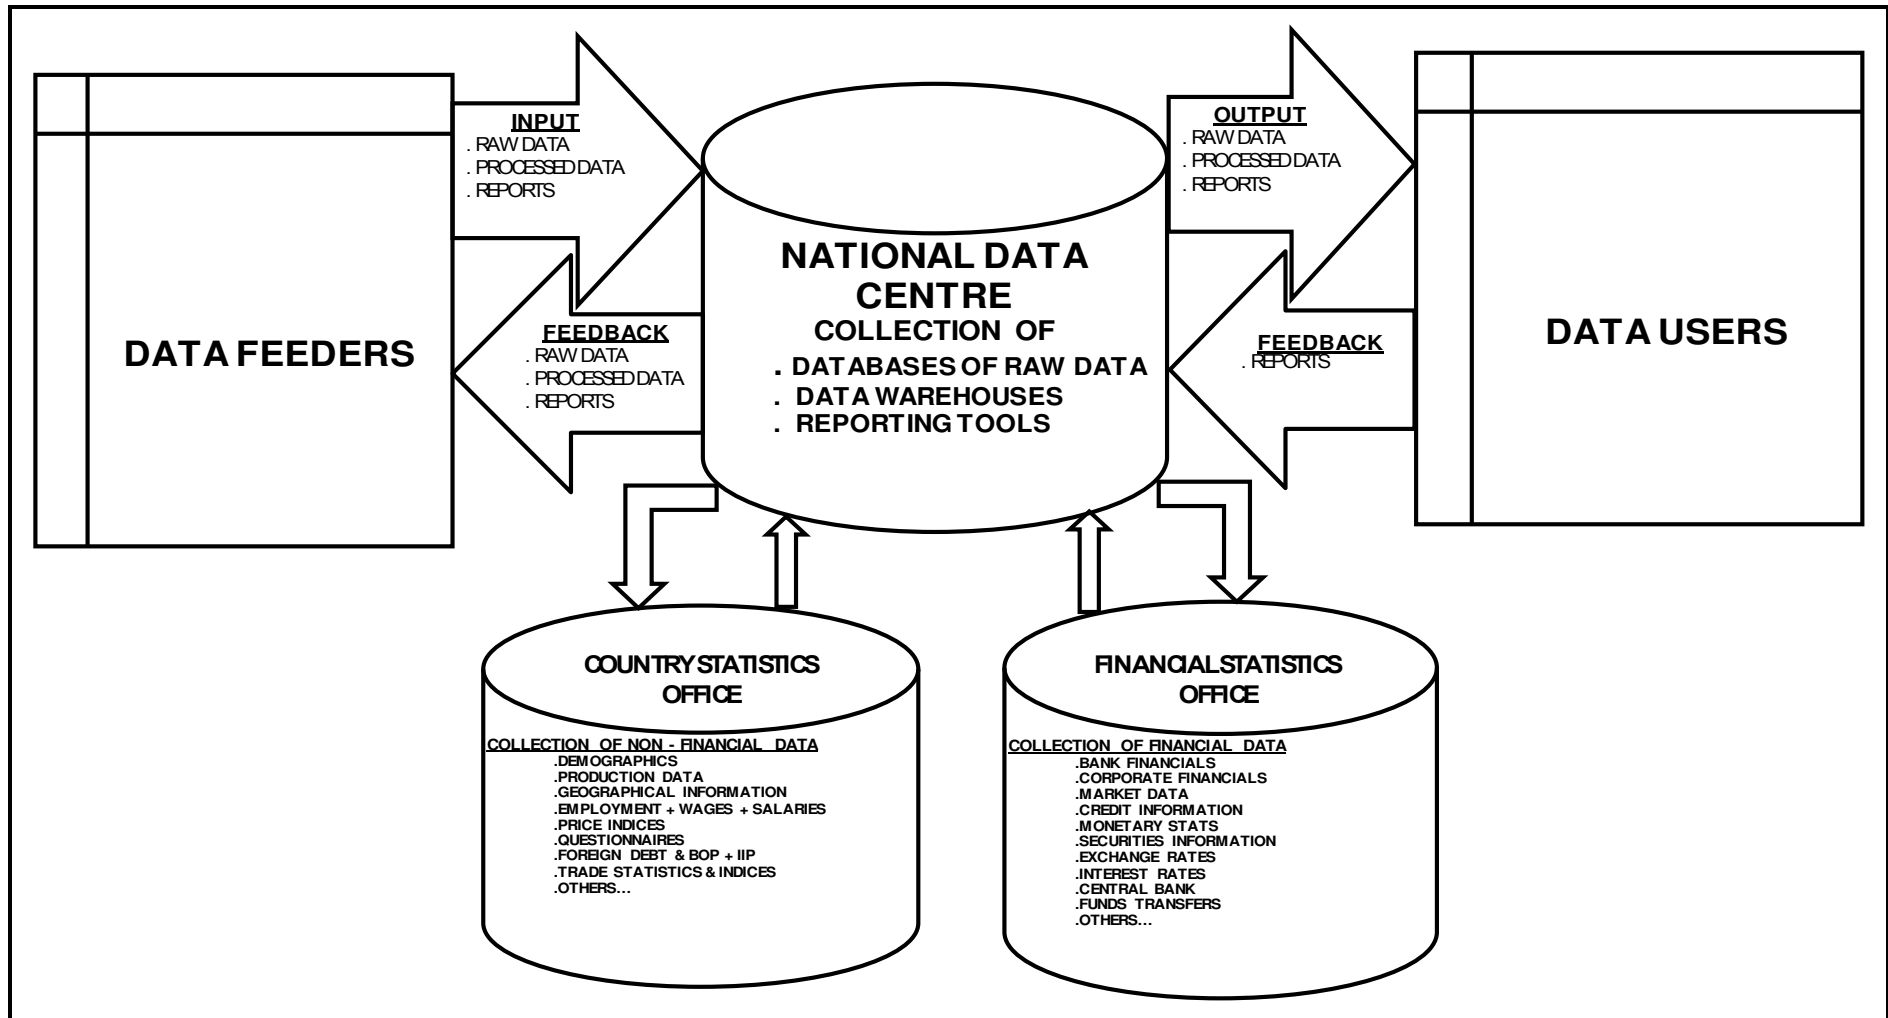 INPUT
. RAW DATA
. PROCESSED DATA
. REPORTS
OUTPUT
. RAW DATA
. PROCESSED DATA
. REPORTS
DATA FEEDERS
FEEDBACK
. RAW DATA
. PROCESSED DATA
. REPORTS
NATIONAL DATA
CENTRE
COLLECTION OF
. DATABASES OF RAW DATA
. DATA WAREHOUSES
. REPORTING TOOLS
FEEDBACK
. REPORTS
DATA USERS
COUNTRY STATISTICS
OFFICE
COLLECTION OF NON - FINANCIAL DATA
.DEMOGRAPHICS
.PRODUCTION DATA
.GEOGRAPHICAL INFORMATION
.EMPLOYMENT + WAGES + SALARIES
.PRICE INDICES
.QUESTIONNAIRES
.FOREIGN DEBT & BOP + IIP
.TRADE STATISTICS & INDICES
.OTHERS...
FINANCIAL STATISTICS
OFFICE
COLLECTION OF FINANCIAL DATA
.BANK FINANCIALS
.CORPORATE FINANCIALS
.MARKET DATA
.CREDIT INFORMATION
.MONETARY STATS
.SECURITIES INFORMATION
.EXCHANGE RATES
.INTEREST RATES
.CENTRAL BANK
.FUNDS TRANSFERS
.OTHERS...